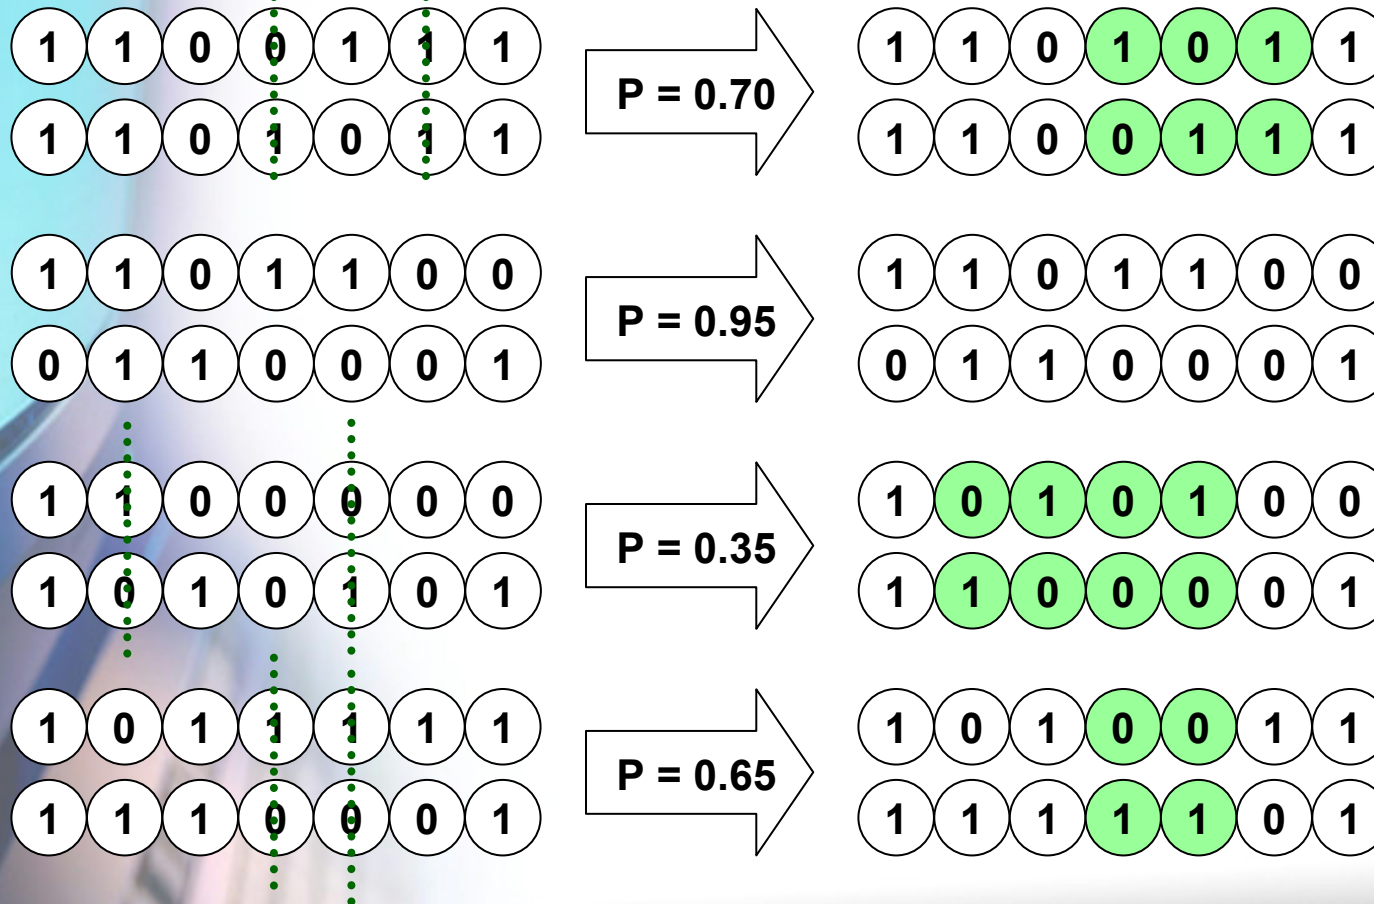 1 1 0 0 1 1 1
1 1 0 1 0 1 1
P = 0.70
1 1 0 1 0 1 1
1 1 0 0 1 1 1
1 1 0 1 1 0 0
0 1 1 0 0 0 1
P = 0.95
1 1 0 1 1 0 0
0 1 1 0 0 0 1
1 1 0 0 0 0 0
1 0 1 0 1 0 1
P = 0.35
1 0 1 0 1 0 0
1 1 0 0 0 0 1
1 0 1 1 1 1 1
1 1 1 0 0 0 1
P = 0.65
1 0 1 0 0 1 1
1 1 1 1 1 0 1